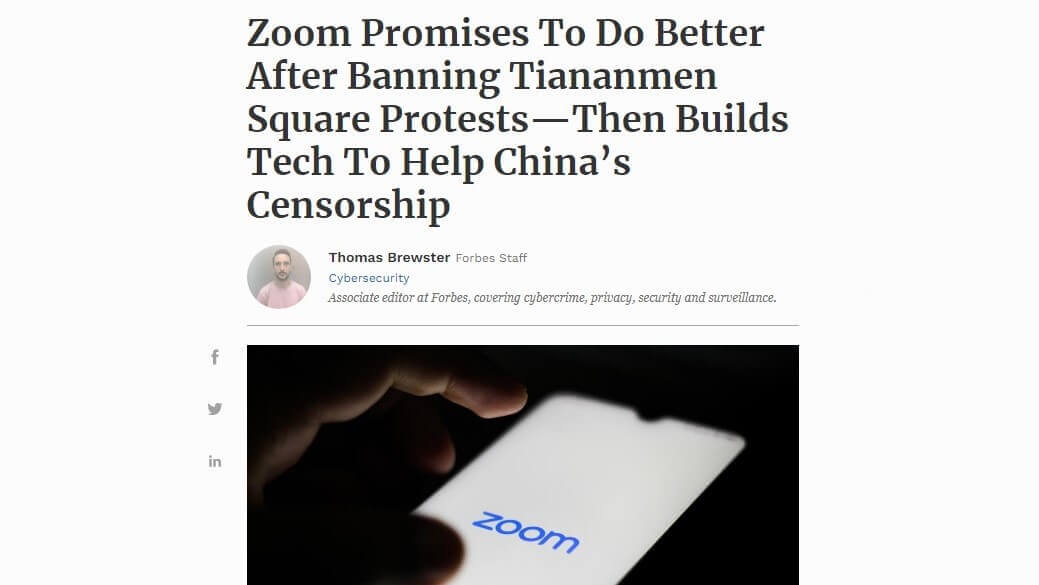 Zoom Promises To Do Better
After Banning Tiananmen
Square Protests—Then Builds
Tech To Help China’s
Censorship
Thomas Brewster Forbes Staff
Cybersecurity
Associate editor at Forbes, covering cybercrime, privacy, security and surveillance.
f
in
zoom